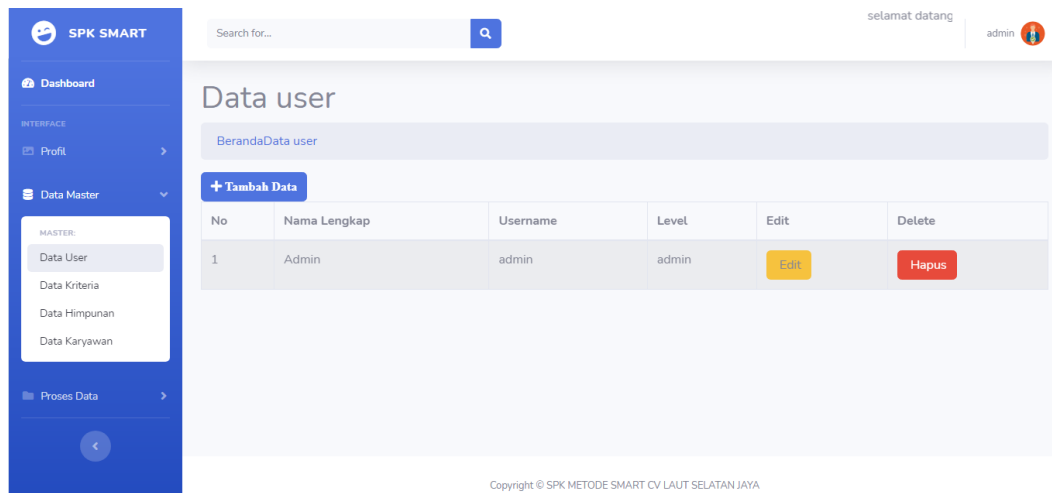 SPK SMART
Search for...
selamat datang
admin
Dashboard
INTERFACE
Profil
Data Master
MASTER:
Data User
Data Kriteria
Data Himpunan
Data Karyawan
Proses Data
Data user
BerandaData user
+ Tambah Data
No Nama Lengkap Username Level Edit Delete
1 Admin admin admin Edit Hapus
Copyright © SPK METODE SMART CV LAUT SELATAN JAYA